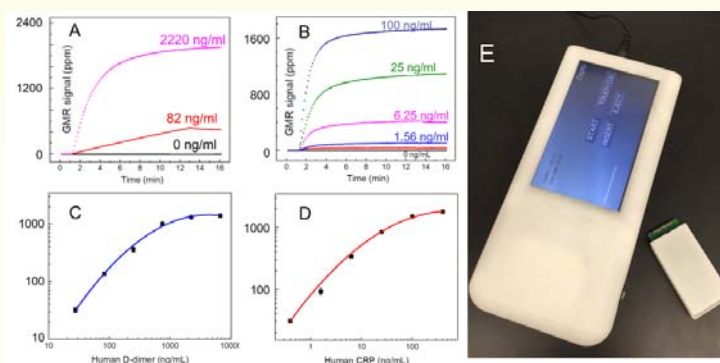 A
2400
1200
0
GMR signal (ppm)
2220 ng/ml
82 ng/ml
0 ng/ml
0 2 4 6 8 10 12 14 16
Time (min)
B
1600
800
0
GMR signal (ppm)
100 ng/ml
25 ng/ml
6.25 ng/ml
1.56 ng/ml
0 ng/mL
0 2 4 6 8 10 12 14 16
Time (min)
C
1000
100
10
10 100 1000 700X
Human D-dimer (ng/mL)
D
1000
100
1 10 100
Human CRP (ng/mL)
E
START
INSERT
EJECT